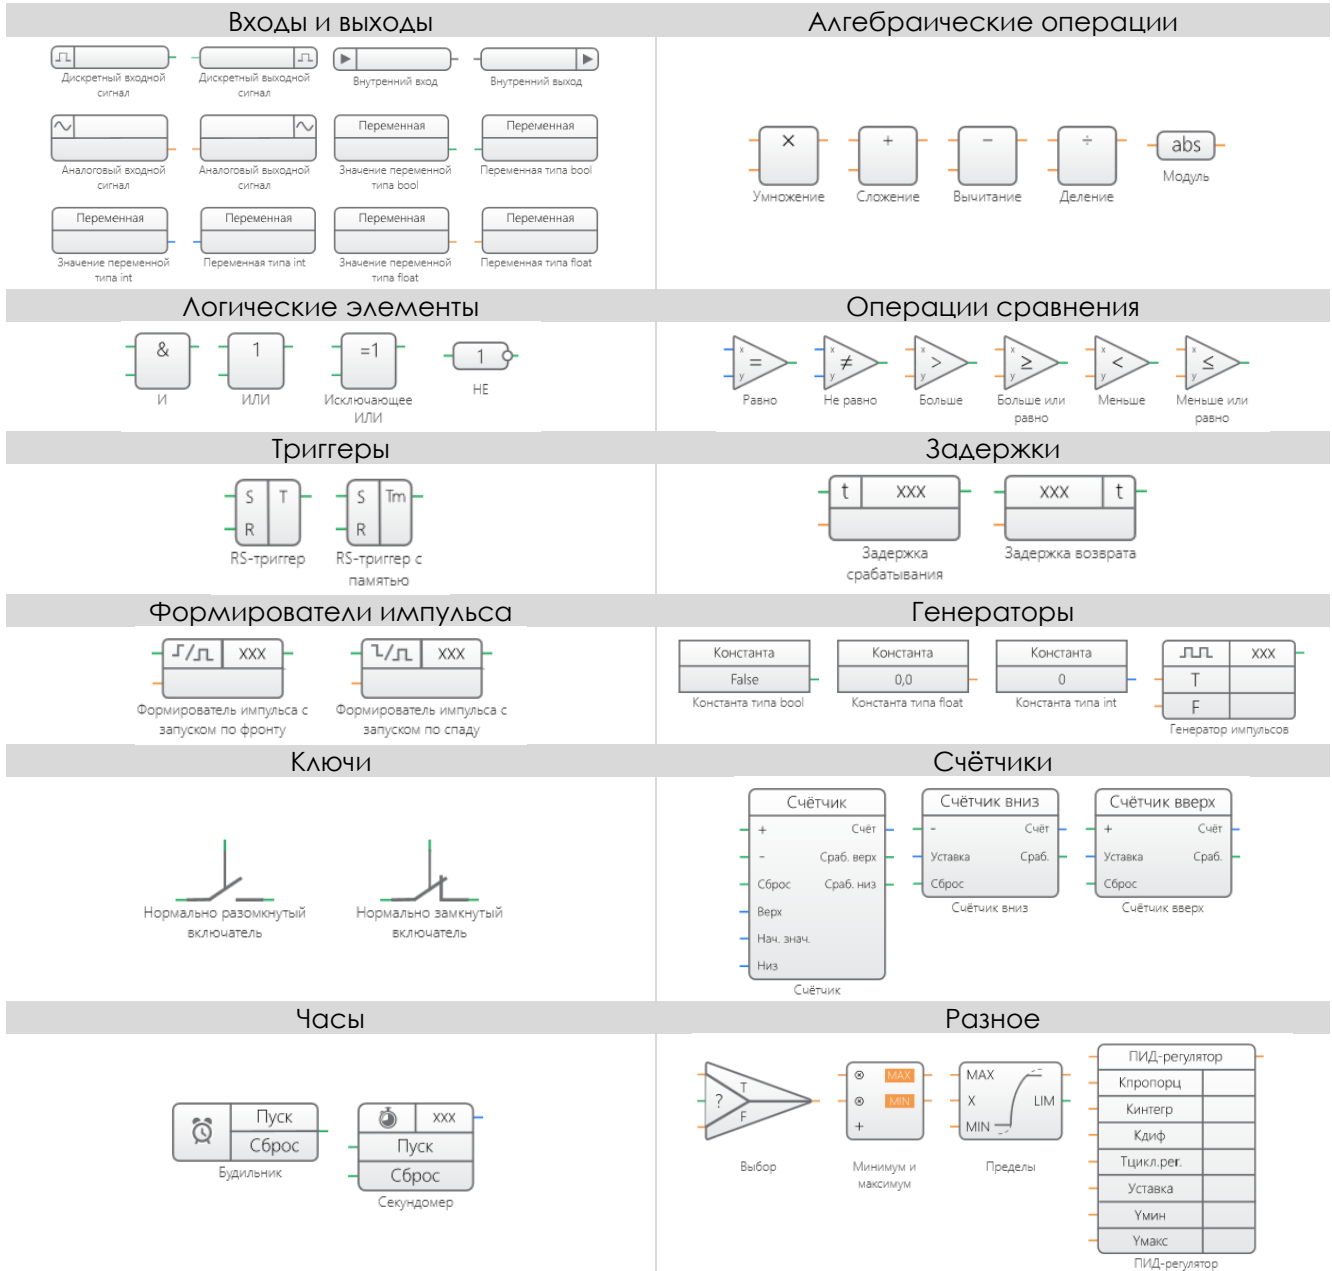 Входы и выходы
Дискретный входной
сигнал
Дискретный выходной
сигнал
Внутренний вход
Внутренний выход
Аналоговый входной
сигнал
Аналоговый выходной
сигнал
Переменная
Значение переменной
типа bool
Переменная
Переменная типа bool
Переменная
Значение переменной
типа int
Переменная
Переменная типа int
Переменная
Значение переменной
типа float
Переменная
Переменная типа float
Алгебраические операции
×
Умножение
+
Сложение
−
Вычитание
÷
Деление
abs
Модуль
Логические элементы
&
И
1
ИЛИ
=1
Исключающее
ИЛИ
1
НЕ
Операции сравнения
x
=
y
Равно
x
≠
y
Не равно
x
>
y
Больше
x
≥
y
Больше или
равно
x
<
y
Меньше
x
≤
y
Меньше или
равно
Триггеры
S T
R
RS-триггер
S Tm
R
RS-триггер с
памятью
Задержки
t XXX
Задержка
срабатывания
XXX t
Задержка возврата
Формирователи импульса
XXX
Формирователь импульса с
запуском по фронту
XXX
Формирователь импульса с
запуском по спаду
Генераторы
Константа
False
Константа типа bool
Константа
0,0
Константа типа float
Константа
0
Константа типа int
XXX
T
F
Генератор импульсов
Ключи
Нормально разомкнутый
включатель
Нормально замкнутый
включатель
Счётчики
Счётчик
+ Счёт
- Сраб. верх
Сброс Сраб. низ
Верх
Нач. знач.
Низ
Счётчик
Счётчик вниз
- Счёт
Уставка Сраб.
Сброс
Счётчик вниз
Счётчик вверх
+ Счёт
Уставка Сраб.
Сброс
Счётчик вверх
Часы
Пуск
Сброс
Будильник
XXX
Пуск
Сброс
Секундомер
Разное
T
?
F
Выбор
MAX
MIN
+
Минимум и
максимум
MAX
X LIM
MIN
Пределы
ПИД-регулятор
Кпропорц
Кинтегр
Кдиф
Тцикл.рег.
Уставка
Yмин
Yмакс
ПИД-регулятор